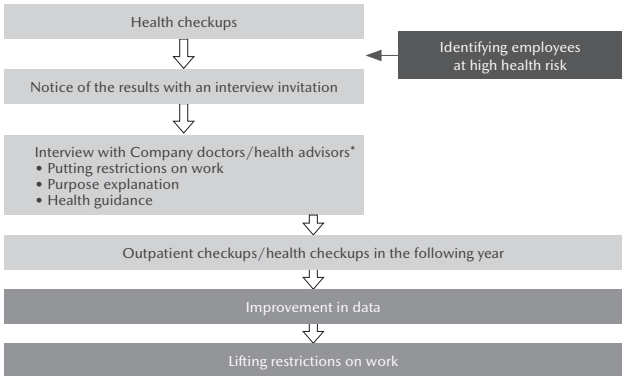 Health checkups
Identifying employees
at high health risk
Notice of the results with an interview invitation
Interview with Company doctors/health advisors*
• Putting restrictions on work
• Purpose explanation
• Health guidance
Outpatient checkups/health checkups in the following year
Improvement in data
Lifting restrictions on work